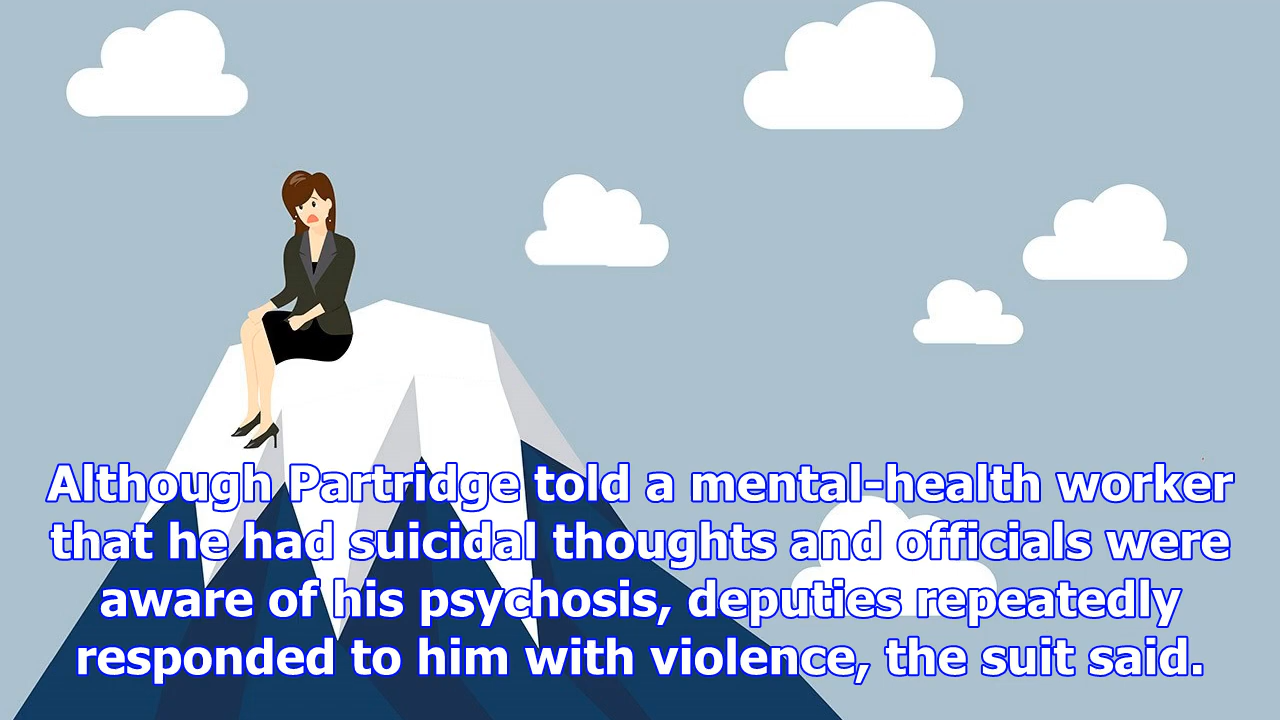 Although Partridge told a mental-health worker
that he had suicidal thoughts and officials were
aware of his psychosis, deputies repeatedly
responded to him with violence, the suit said.